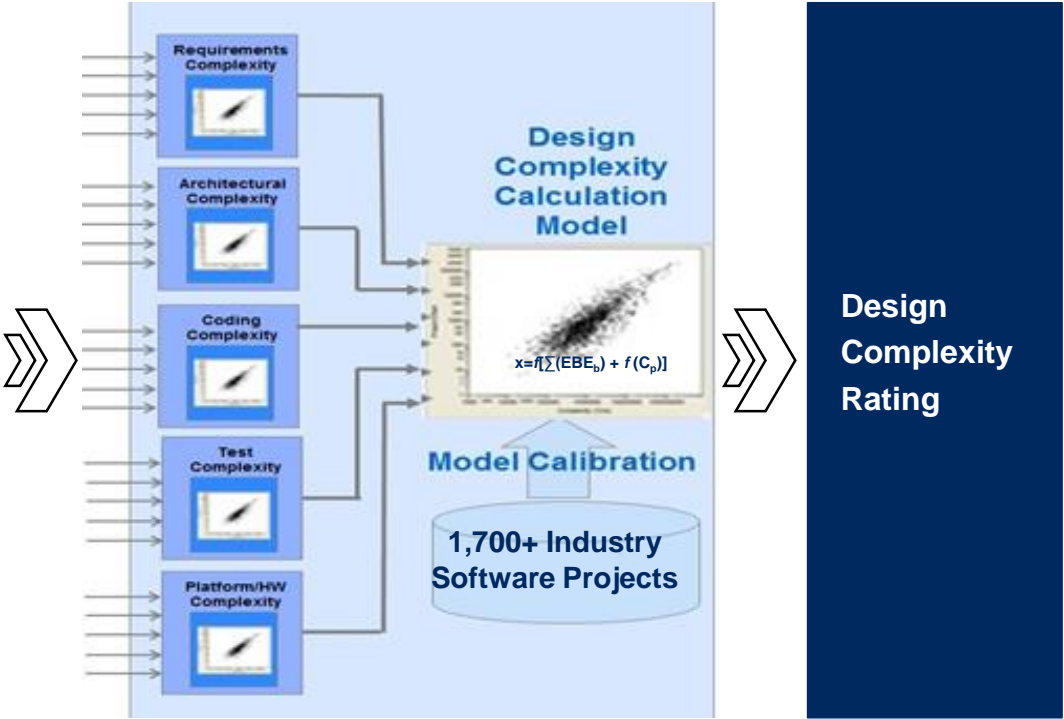 Requirements
Complexity
Architectural
Complexity
Coding
Complexity
Test
Complexity
Platform/HW
Complexity
Design
Complexity
Calculation
Model
x=f[∑(EBE_b) + f (C_p)]
Model Calibration
1,700+ Industry
Software Projects
Design
Complexity
Rating